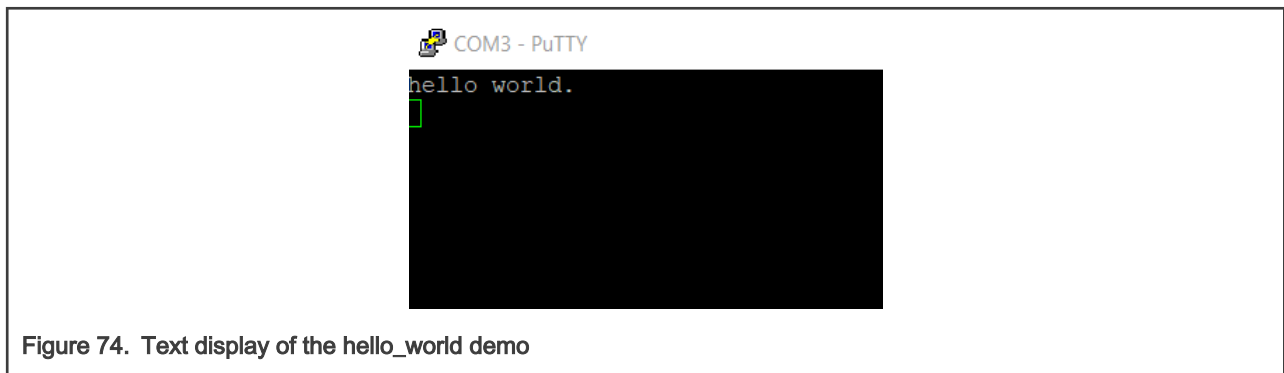 COM3 - PuTTY
hello world.
Figure 74. Text display of the hello_world demo